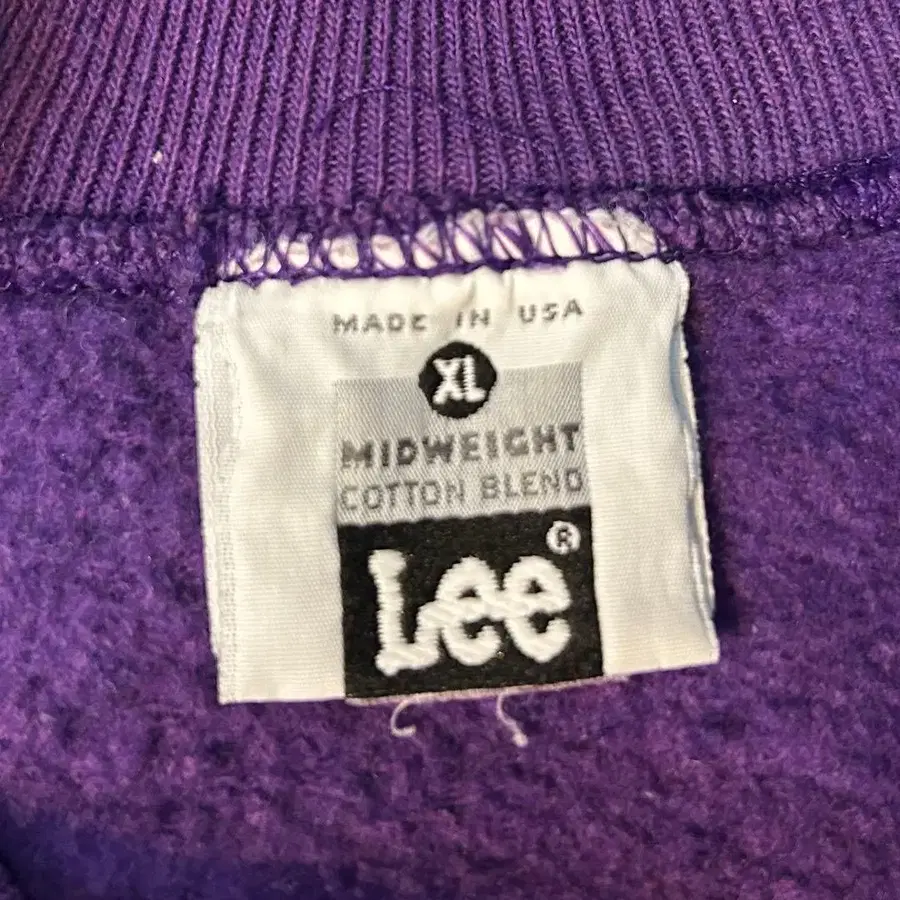 MADE IN USA
XL
MIDWEIGHT
COTTON BLEND
Lee®